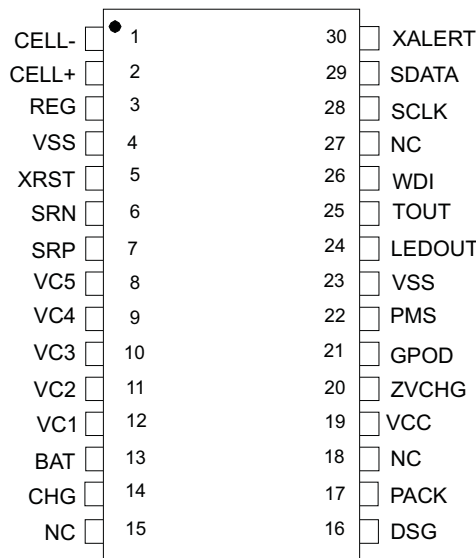 CELL- 1 30 XALERT
CELL+ 2 29 SDATA
REG 3 28 SCLK
VSS 4 27 NC
XRST 5 26 WDI
SRN 6 25 TOUT
SRP 7 24 LEDOUT
VC5 8 23 VSS
VC4 9 22 PMS
VC3 10 21 GPOD
VC2 11 20 ZVCHG
VC1 12 19 VCC
BAT 13 18 NC
CHG 14 17 PACK
NC 15 16 DSG